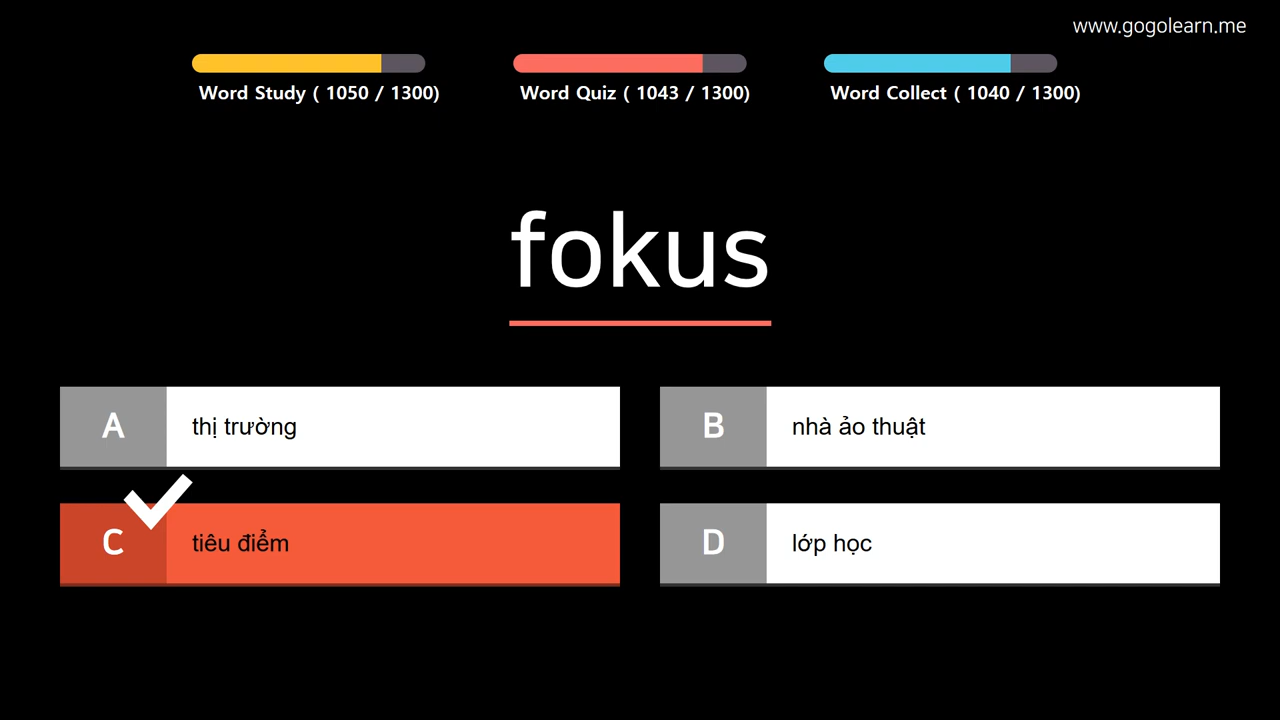 www.gogolearn.me
Word Study ( 1050 / 1300)
Word Quiz ( 1043 / 1300)
Word Collect ( 1040 / 1300)
fokus
A
thị trường
B
nhà ảo thuật
C
tiêu điểm
D
lớp học